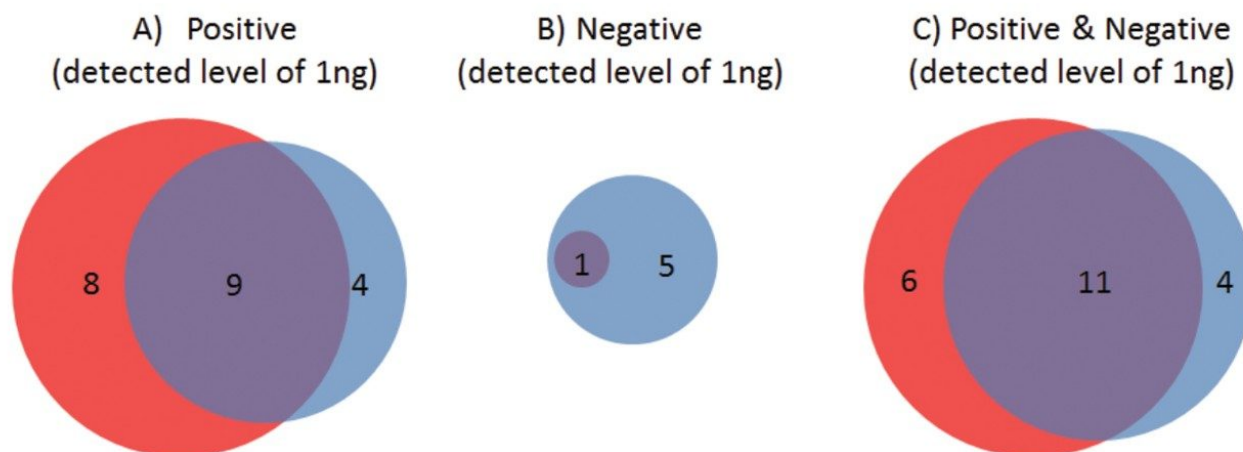 A) Positive
(detected level of 1ng)
B) Negative
(detected level of 1ng)
C) Positive & Negative
(detected level of 1ng)
8
9
4
1
5
6
11
4